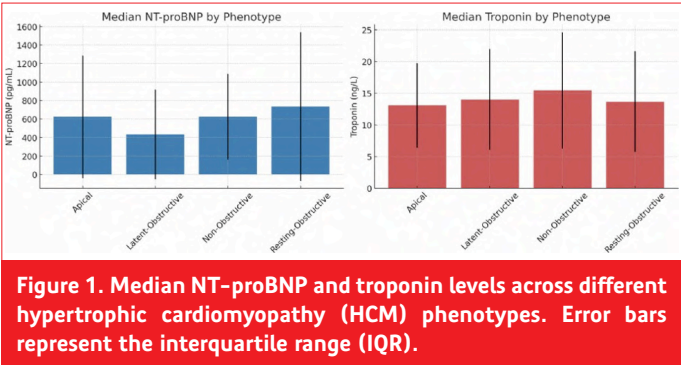 Median NT-proBNP by Phenotype
NT-proBNP (pg/mL)
1600
1400
1200
1000
800
600
400
200
0
Apical
Latent-Obstructive
Non-Obstructive
Resting-Obstructive
Median Troponin by Phenotype
Troponin (ng/L)
25
20
15
10
5
0
Apical
Latent-Obstructive
Non-Obstructive
Resting-Obstructive
Figure 1. Median NT-proBNP and troponin levels across different
hypertrophic cardiomyopathy (HCM) phenotypes. Error bars
represent the interquartile range (IQR).